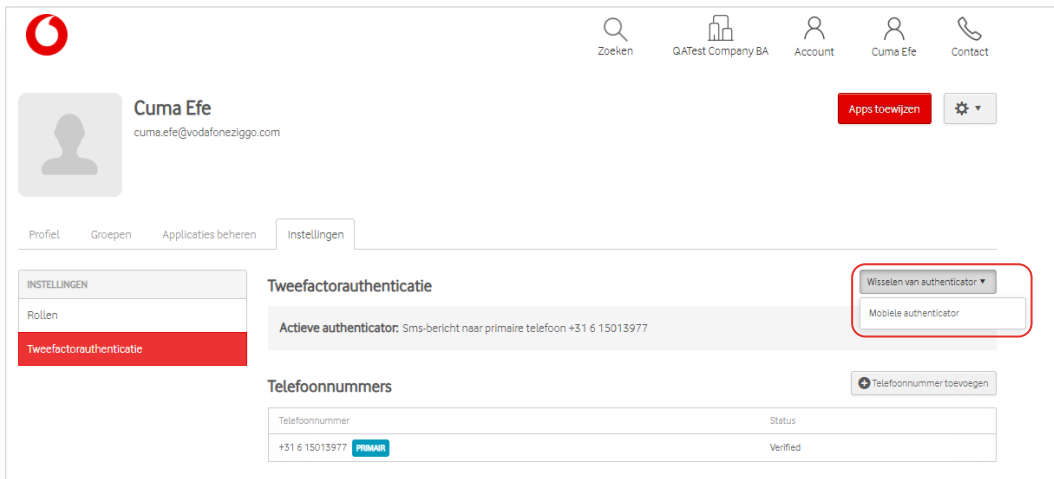 Zoeken
QATest Company BA
Account
Cuma Efe
Contact
Cuma Efe
cuma.efe@vodafoneziggo.com
Apps toewijzen
Profiel
Groepen
Applicaties beheren
Instellingen
INSTELLINGEN
Rollen
Tweefactorauthenticatie
Tweefactorauthenticatie
Wisselen van authenticator
Mobiele authenticator
Actieve authenticator: Sms-bericht naar primaire telefoon +31 6 15013977
Telefoonnummers
Telefoonnummer toevoegen
Telefoonnummer
Status
+31 6 15013977 PRIMAIR
Verified